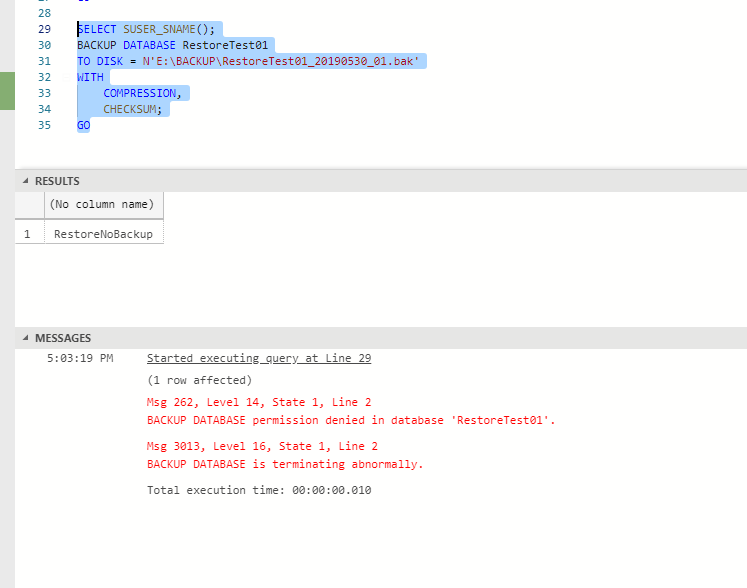 28
29 SELECT SUSER_SNAME();
30 BACKUP DATABASE RestoreTest01
31 TO DISK = N'E:\BACKUP\RestoreTest01_20190530_01.bak'
32 WITH
33 COMPRESSION,
34 CHECKSUM;
35 GO
RESULTS
(No column name)
1 RestoreNoBackup
MESSAGES
5:03:19 PM Started executing query at Line 29
(1 row affected)
Msg 262, Level 14, State 1, Line 2
BACKUP DATABASE permission denied in database 'RestoreTest01'.
Msg 3013, Level 16, State 1, Line 2
BACKUP DATABASE is terminating abnormally.
Total execution time: 00:00:00.010